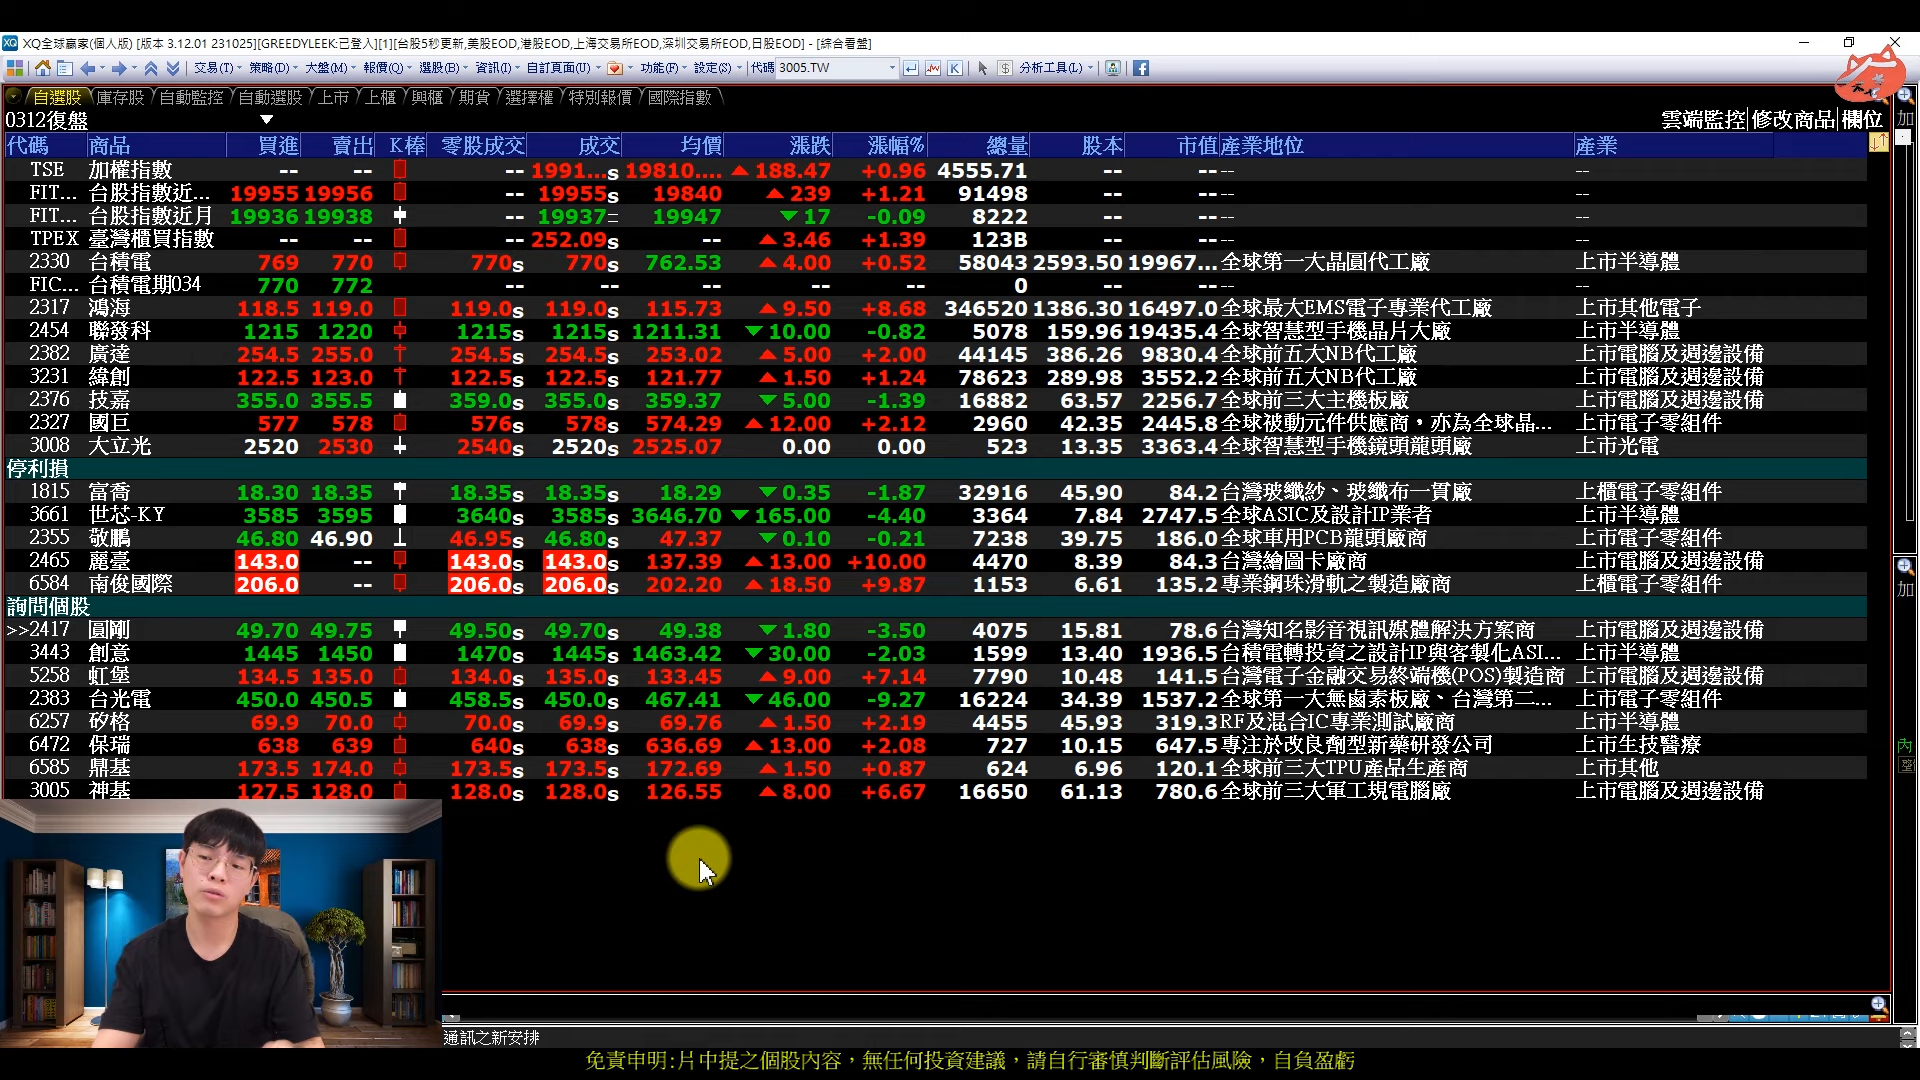 XQ全球贏家(個人版) [版本 3.12.01 231025][GREEDYLEEK:已登入][1][台股5秒更新,美股EOD,港股EOD,上海交易所EOD,深圳交易所EOD,日股EOD] - [綜合看盤]
交易(T) 策略(D) 大盤(M) 報價(Q) 選股(B) 資訊(I) 自訂頁面(U) 功能(F) 設定(S) 代碼 3005.TW K $ 分析工具(L)
自選股 庫存股 自動監控 自動選股 上市 上櫃 興櫃 期貨 選擇權 特別報價 國際指數
0312復盤 雲端監控 修改商品 欄位 加
代碼 商品 買進 賣出 K棒 零股成交 成交 均價 漲跌 漲幅% 總量 股本 市值 產業地位 產業
TSE 加權指數 -- -- -- 1991...s 19810.... ▲188.47 +0.96 4555.71 -- -- -- --
FIT... 台股指數近... 19955 19956 -- 19955s 19840 ▲239 +1.21 91498 -- -- -- --
FIT... 台股指數近月 19936 19938 -- 19937 19947 ▼17 -0.09 8222 -- -- -- --
TPEX 臺灣櫃買指數 -- -- -- 252.09s -- ▲3.46 +1.39 123B -- -- -- --
2330 台積電 769 770 770s 770s 762.53 ▲4.00 +0.52 58043 2593.50 19967... 全球第一大晶圓代工廠 上市半導體
FIC... 台積電期034 770 772 -- -- -- -- -- 0 -- -- -- --
2317 鴻海 118.5 119.0 119.0s 119.0s 115.73 ▲9.50 +8.68 346520 1386.30 16497.0 全球最大EMS電子專業代工廠 上市其他電子
2454 聯發科 1215 1220 1215s 1215s 1211.31 ▼10.00 -0.82 5078 159.96 19435.4 全球智慧型手機晶片大廠 上市半導體
2382 廣達 254.5 255.0 254.5s 254.5s 253.02 ▲5.00 +2.00 44145 386.26 9830.4 全球前五大NB代工廠 上市電腦及週邊設備
3231 緯創 122.5 123.0 122.5s 122.5s 121.77 ▲1.50 +1.24 78623 289.98 3552.2 全球前五大NB代工廠 上市電腦及週邊設備
2376 技嘉 355.0 355.5 359.0s 355.0s 359.37 ▼5.00 -1.39 16882 63.57 2256.7 全球前三大主機板廠 上市電腦及週邊設備
2327 國巨 577 578 576s 578s 574.29 ▲12.00 +2.12 2960 42.35 2445.8 全球被動元件供應商，亦為全球晶... 上市電子零組件
3008 大立光 2520 2530 2540s 2520s 2525.07 0.00 0.00 523 13.35 3363.4 全球智慧型手機鏡頭龍頭廠 上市光電
停利損
1815 富喬 18.30 18.35 18.35s 18.35s 18.29 ▼0.35 -1.87 32916 45.90 84.2 台灣玻纖紗、玻纖布一貫廠 上櫃電子零組件
3661 世芯-KY 3585 3595 3640s 3585s 3646.70 ▼165.00 -4.40 3364 7.84 2747.5 全球ASIC及設計IP業者 上市半導體
2355 敬鵬 46.80 46.90 46.95s 46.80s 47.37 ▼0.10 -0.21 7238 39.75 186.0 全球車用PCB龍頭廠商 上市電子零組件
2465 麗臺 143.0 -- 143.0s 143.0s 137.39 ▲13.00 +10.00 4470 8.39 84.3 台灣繪圖卡廠商 上市電腦及週邊設備
6584 南俊國際 206.0 -- 206.0s 206.0s 202.20 ▲18.50 +9.87 1153 6.61 135.2 專業鋼珠滑軌之製造廠商 上櫃電子零組件
加
詢問個股
>>2417 圓剛 49.70 49.75 49.50s 49.70s 49.38 ▼1.80 -3.50 4075 15.81 78.6 台灣知名影音視訊媒體解決方案商 上市電腦及週邊設備
3443 創意 1445 1450 1470s 1445s 1463.42 ▼30.00 -2.03 1599 13.40 1936.5 台積電轉投資之設計IP與客製化ASI... 上市半導體
5258 虹堡 134.5 135.0 134.0s 135.0s 133.45 ▲9.00 +7.14 7790 10.48 141.5 台灣電子金融交易終端機(POS)製造商 上市電腦及週邊設備
2383 台光電 450.0 450.5 458.5s 450.0s 467.41 ▼46.00 -9.27 16224 34.39 1537.2 全球第一大無鹵素板廠、台灣第二... 上市電子零組件
6257 矽格 69.9 70.0 70.0s 69.9s 69.76 ▲1.50 +2.19 4455 45.93 319.3 RF及混合IC專業測試廠商 上市半導體
6472 保瑞 638 639 640s 638s 636.69 ▲13.00 +2.08 727 10.15 647.5 專注於改良劑型新藥研發公司 上市生技醫療
內
6585 鼎基 173.5 174.0 173.5s 173.5s 172.69 ▲1.50 +0.87 624 6.96 120.1 全球前三大TPU產品生產商 上市其他
3005 神基 127.5 128.0 128.0s 128.0s 126.55 ▲8.00 +6.67 16650 61.13 780.6 全球前三大軍工規電腦廠 上市電腦及週邊設備
通訊之新安排
免責申明:片中提之個股內容，無任何投資建議，請自行審慎判斷評估風險，自負盈虧